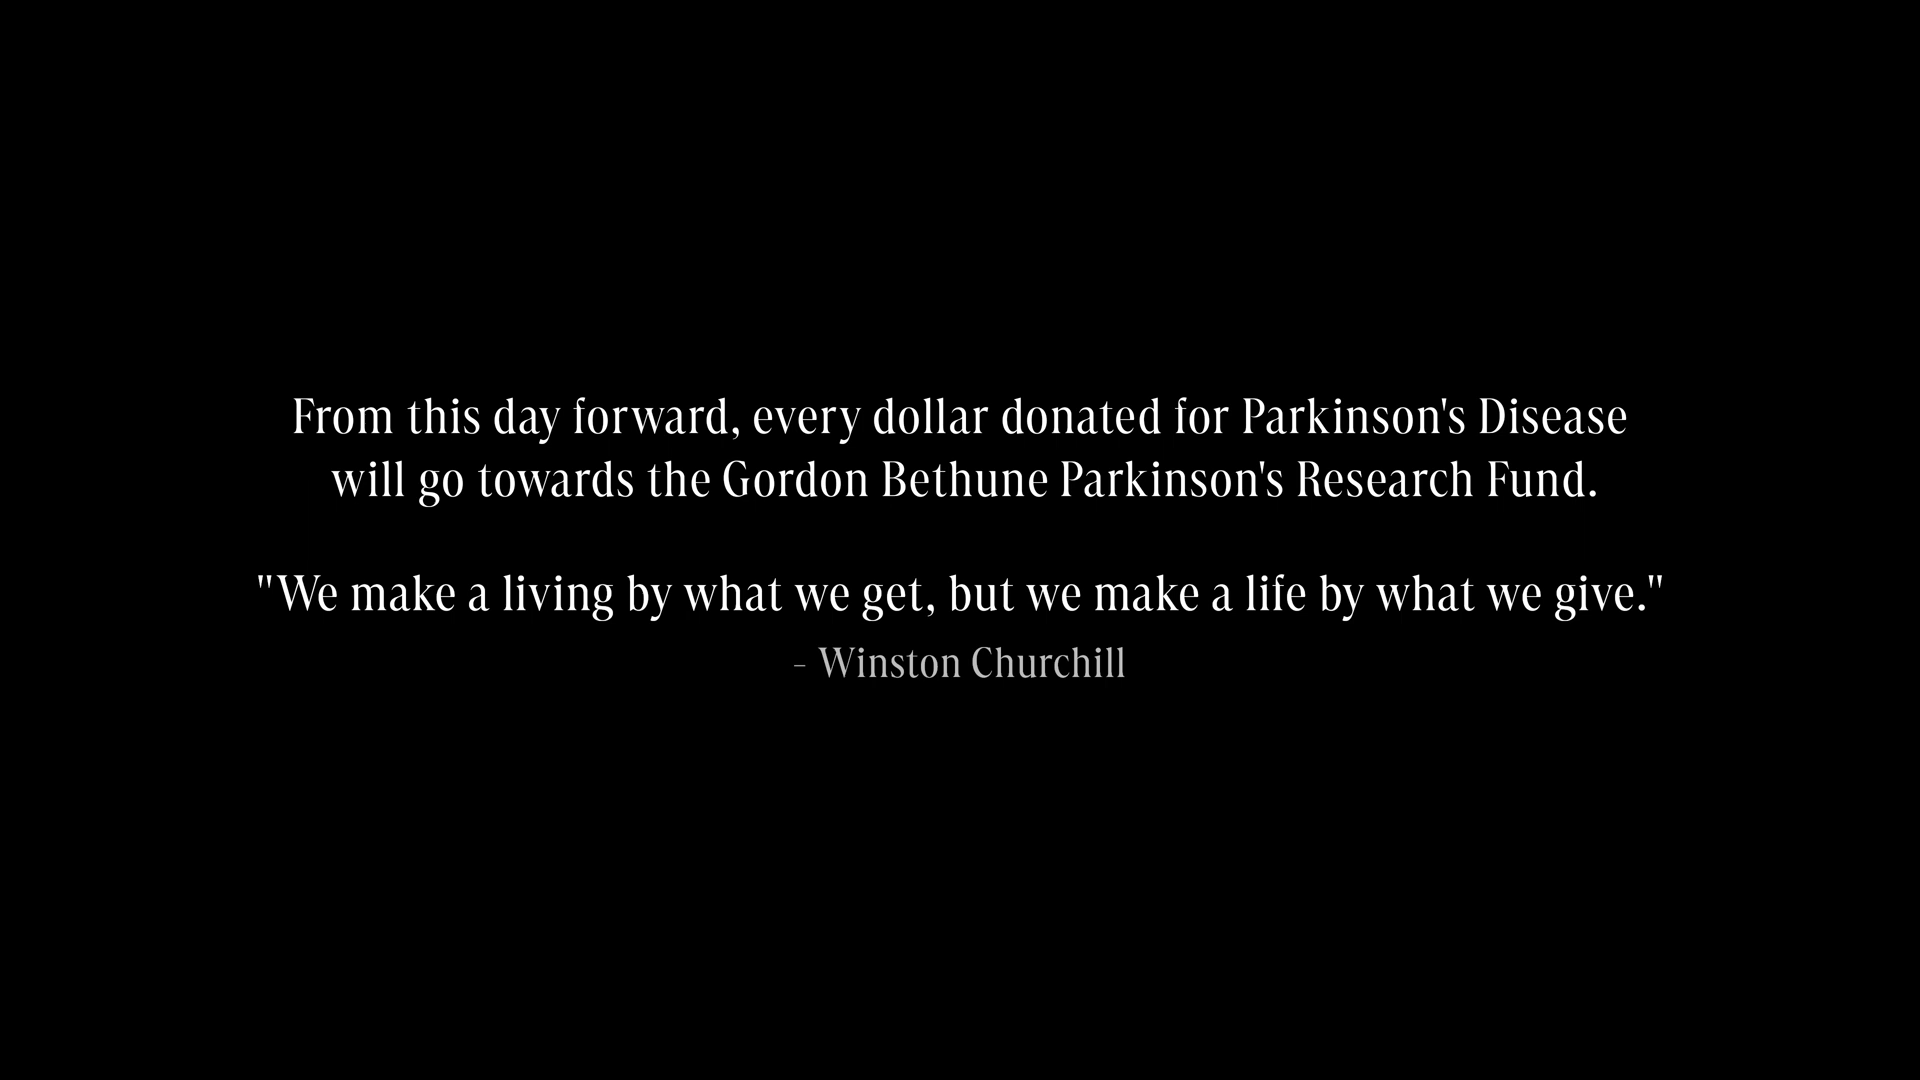 From this day forward, every dollar donated for Parkinson's Disease
will go towards the Gordon Bethune Parkinson's Research Fund.
"We make a living by what we get, but we make a life by what we give."
- Winston Churchill